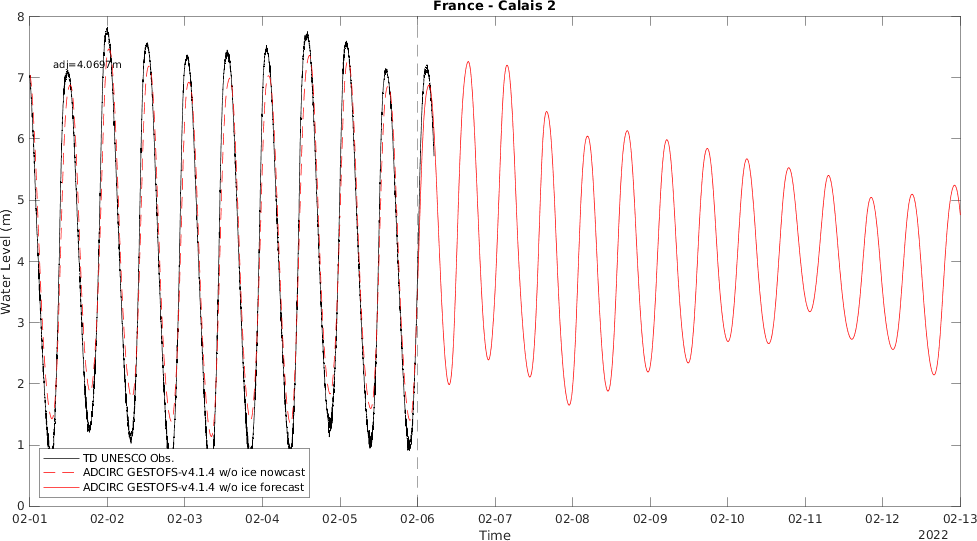 France - Calais 2
8
7
6
5
4
3
2
1
0
Water Level (m)
adj=4.0697m
TD UNESCO Obs.
ADCIRC GESTOFS-v4.1.4 w/o ice nowcast
ADCIRC GESTOFS-v4.1.4 w/o ice forecast
02-01 02-02 02-03 02-04 02-05 02-06 02-07 02-08 02-09 02-10 02-11 02-12 02-13
Time
2022